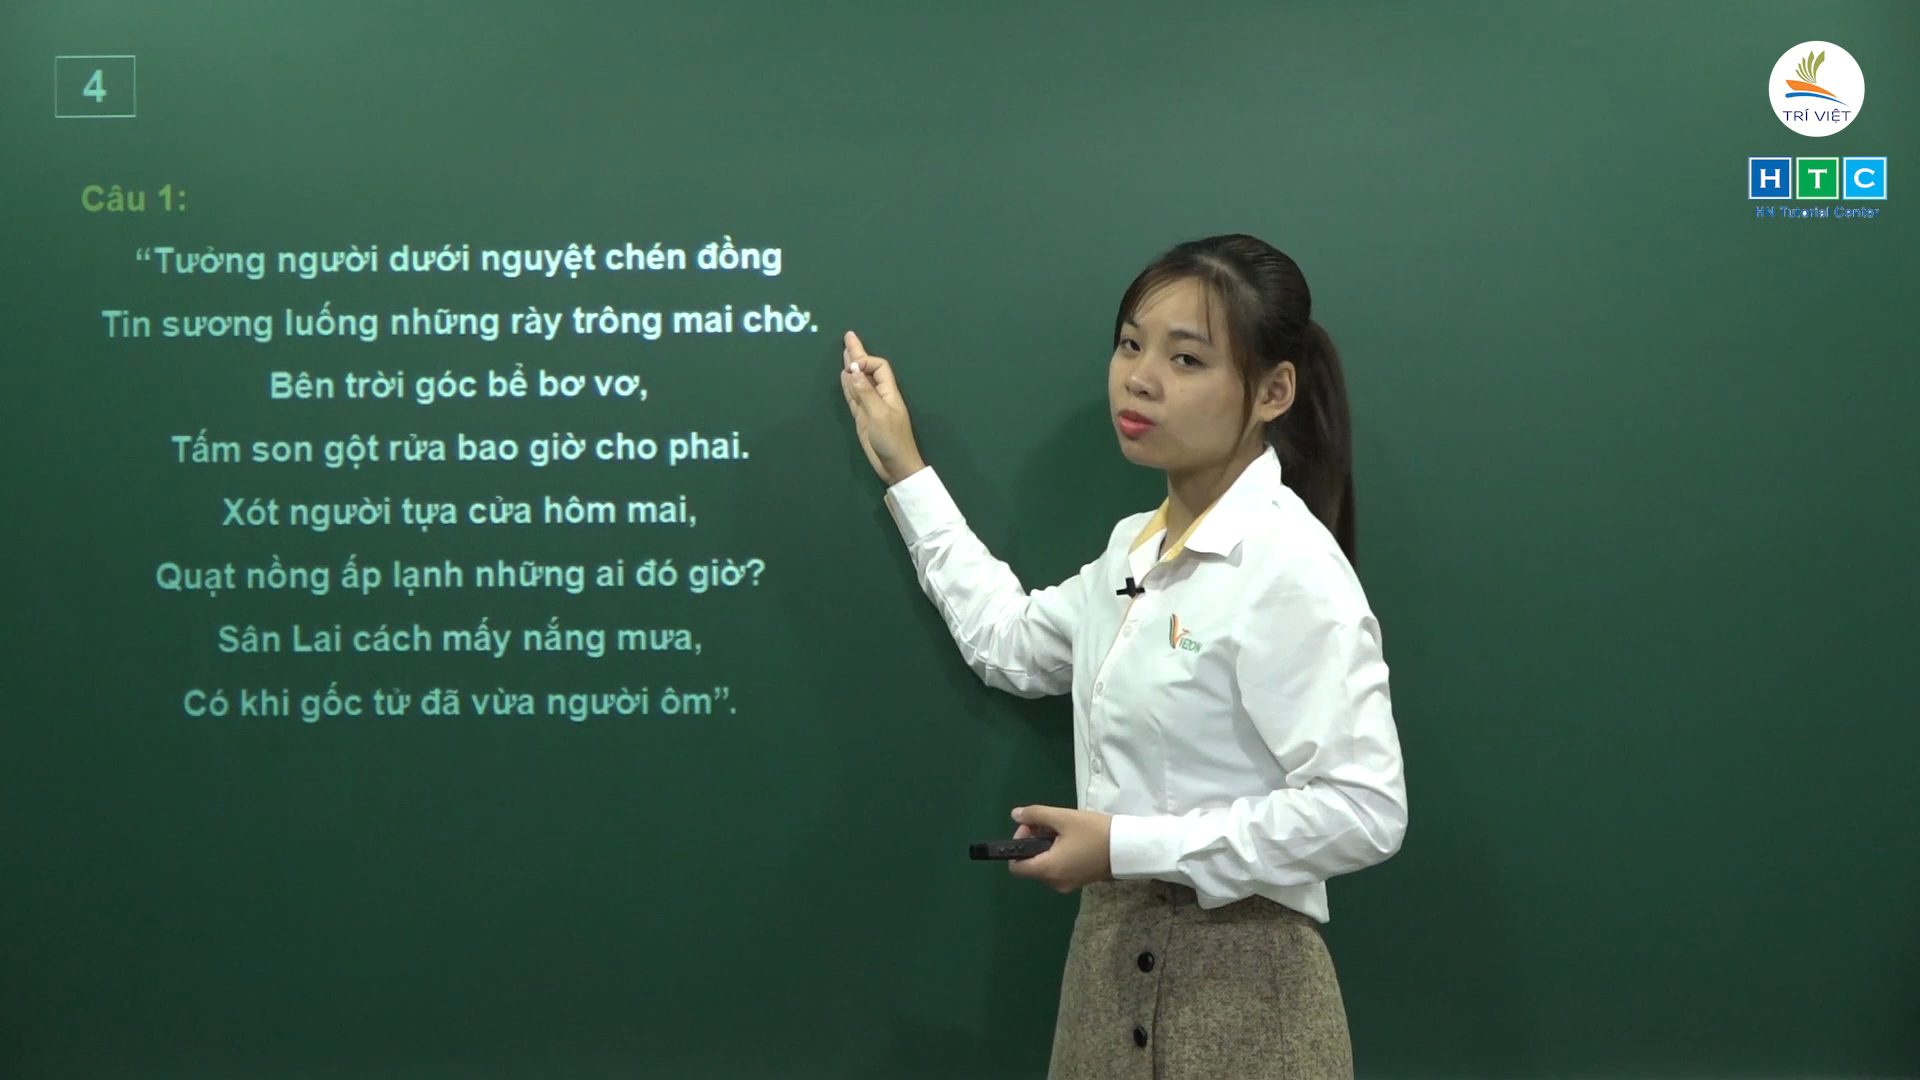 4
TRÍ VIỆT
H T C
HN Tutorial Center
Câu 1:
“Tưởng người dưới nguyệt chén đồng
Tin sương luống những rày trông mai chờ.
Bên trời góc bể bơ vơ,
Tấm son gột rửa bao giờ cho phai.
Xót người tựa cửa hôm mai,
Quạt nồng ấp lạnh những ai đó giờ?
Sân Lai cách mấy nắng mưa,
Có khi gốc tử đã vừa người ôm”.
VIEZON